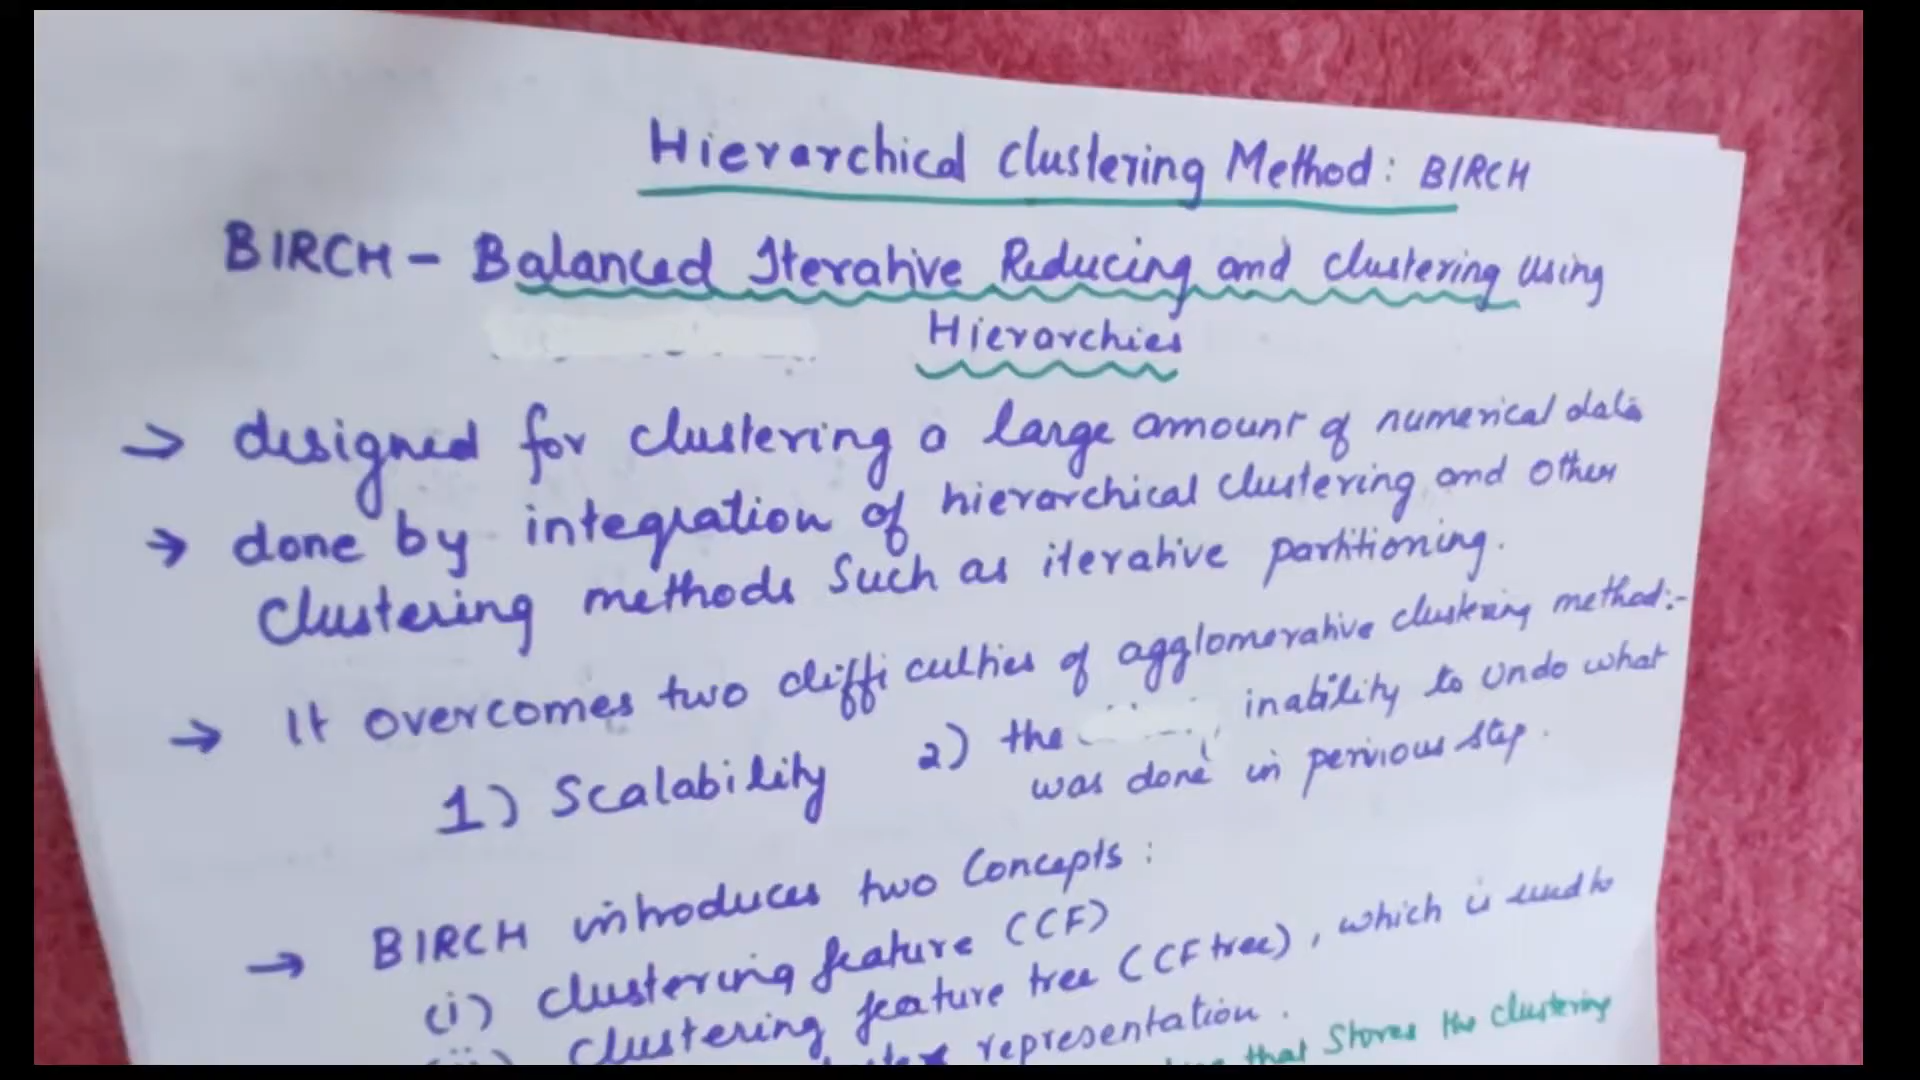 Hierarchical Clustering Method: BIRCH
BIRCH - Balanced Iterative Reducing and clustering using
Hierarchies
→ designed for clustering a large amount of numerical data
→ done by integration of hierarchical clustering and other
clustering methods such as iterative partitioning.
→ It overcomes two difficulties of agglomerative clustering method:-
1) Scalability 2) the inability to undo what
was done in pervious step.
→ BIRCH introduces two concepts:
(i) clustering feature (CF)
(ii) clustering feature tree (CF tree), which is used to
representation.
that stores the clustering